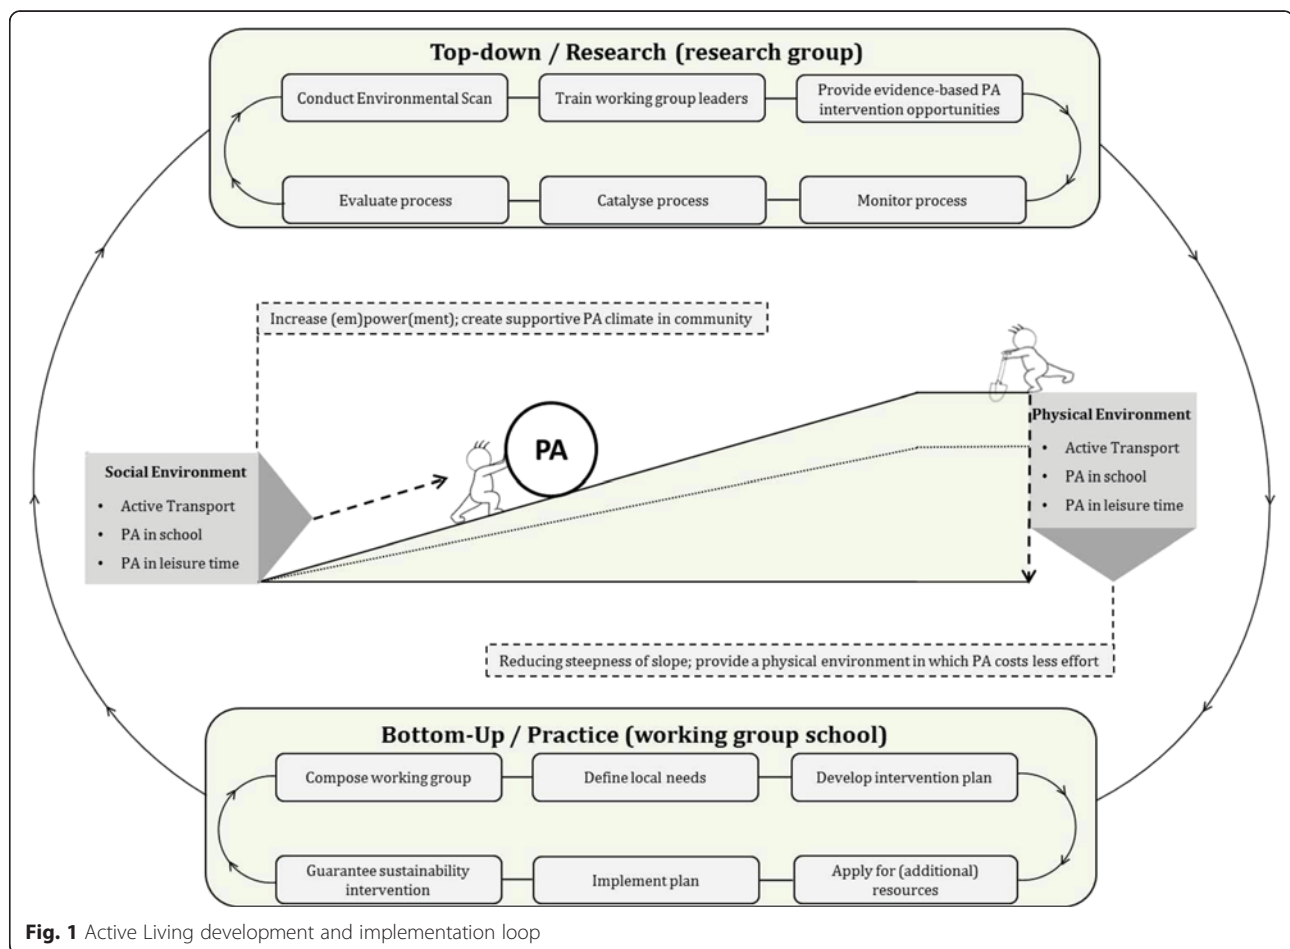 Top-down / Research (research group)
Conduct Environmental Scan
Train working group leaders
Provide evidence-based PA
intervention opportunities
Evaluate process
Catalyse process
Monitor process
Increase (em)power(ment); create supportive PA climate in community
PA
Social Environment
• Active Transport
• PA in school
• PA in leisure time
Physical Environment
• Active Transport
• PA in school
• PA in leisure time
Reducing steepness of slope; provide a physical environment in which PA costs less effort
Bottom-Up / Practice (working group school)
Compose working group
Define local needs
Develop intervention plan
Guarantee sustainability
intervention
Implement plan
Apply for (additional)
resources
Fig. 1 Active Living development and implementation loop